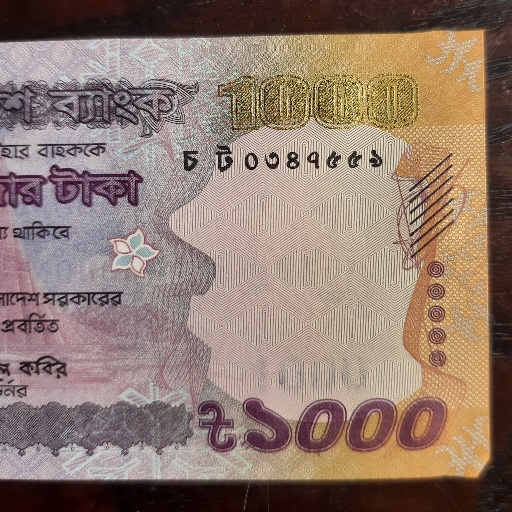 শ ব্যাংক 1000
হার বাহককে
চ ট ০৩৪৭৫৫৯
জার টাকা
থাকিবে
লাদেশ সরকারের
প্রবর্তিত
কবির
র্নর
1000
৳১০০০